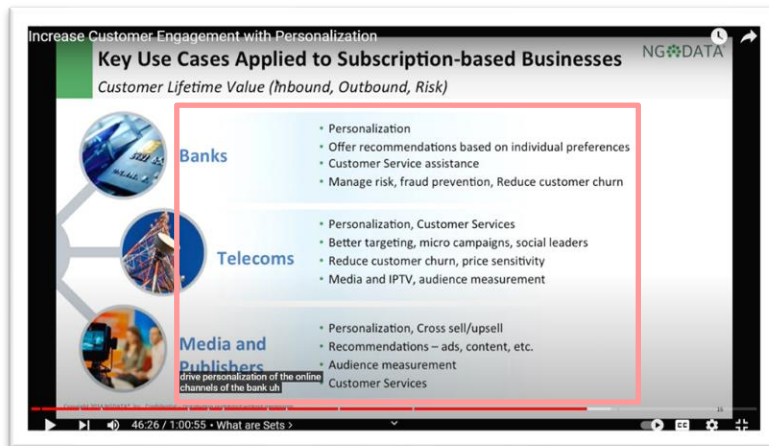 Increase Customer Engagement with Personalization
Key Use Cases Applied to Subscription-based Businesses
NGDATA
Customer Lifetime Value (Inbound, Outbound, Risk)
Banks
• Personalization
• Offer recommendations based on individual preferences
• Customer Service assistance
• Manage risk, fraud prevention, Reduce customer churn
Telecoms
• Personalization, Customer Services
• Better targeting, micro campaigns, social leaders
• Reduce customer churn, price sensitivity
• Media and IPTV, audience measurement
Media and
Publishers
• Personalization, Cross sell/upsell
• Recommendations – ads, content, etc.
• Audience measurement
• Customer Services
drive personalization of the online
channels of the bank uh
16
46:26 / 1:00:55 • What are Sets >
CC